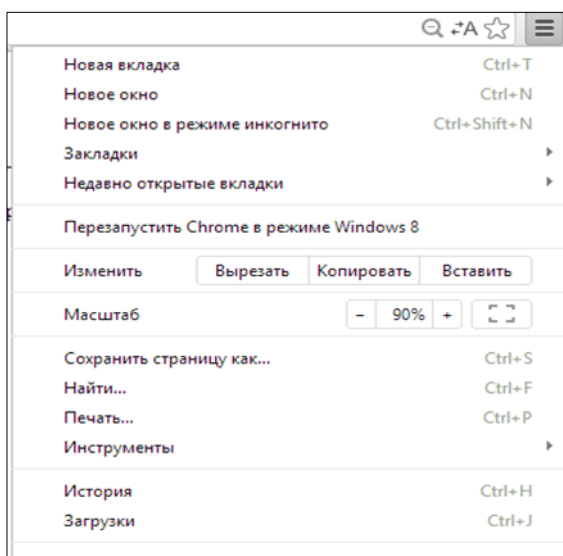 Новая вкладка Ctrl+T
Новое окно Ctrl+N
Новое окно в режиме инкогнито Ctrl+Shift+N
Закладки
Недавно открытые вкладки
Перезапустить Chrome в режиме Windows 8
Изменить Вырезать Копировать Вставить
Масштаб - 90% +
Сохранить страницу как... Ctrl+S
Найти... Ctrl+F
Печать... Ctrl+P
Инструменты
История Ctrl+H
Загрузки Ctrl+J